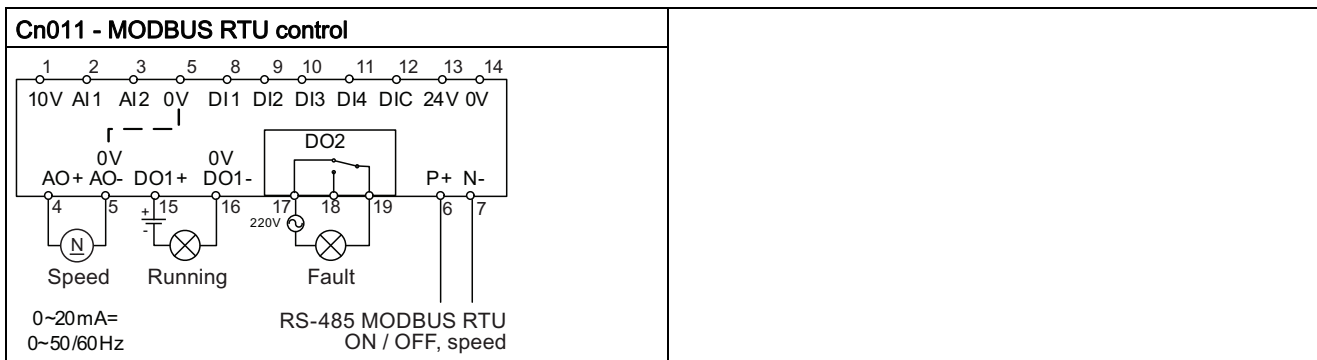 Cn011 - MODBUS RTU control
1 2 3 5 8 9 10 11 12 13 14
10V AI1 AI2 0V DI1 DI2 DI3 DI4 DIC 24V 0V
DO2
0V 0V
AO+ AO- DO1+ DO1- P+ N-
4 5 15 16 17 18 19 6 7
+
-
220V
N
Speed Running Fault
0~20mA= RS-485 MODBUS RTU
0~50/60Hz ON / OFF, speed